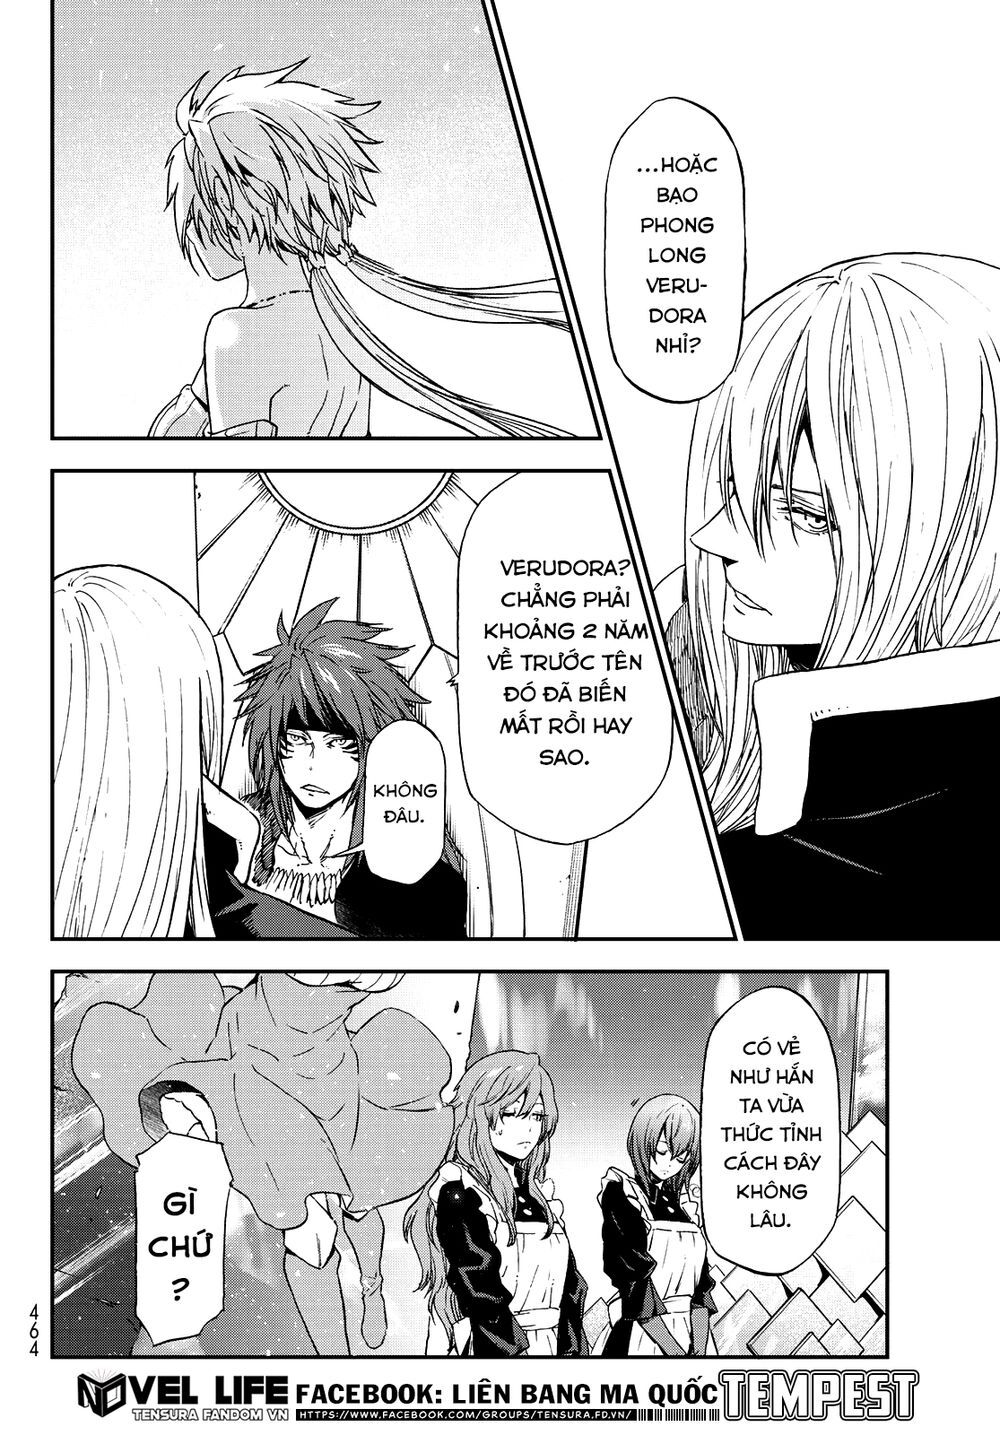 ...HOẶC
BẠO
PHONG
LONG
VERU-
DORA
NHỈ?
VERUDORA?
CHẲNG PHẢI
KHOẢNG 2 NĂM
VỀ TRƯỚC TÊN
ĐÓ ĐÃ BIẾN
MẤT RỒI HAY
SAO.
KHÔNG
ĐÂU.
CÓ VẺ
NHƯ HẮN
TA VỪA
THỨC TỈNH
CÁCH ĐÂY
KHÔNG
LÂU.
GÌ
CHỨ
?
464
NOVEL LIFE
TENSURA FANDOM VN
FACEBOOK: LIÊN BANG MA QUỐC
HTTPS://WWW.FACEBOOK.COM/GROUPS/TENSURA.FD.VN/
TEMPEST